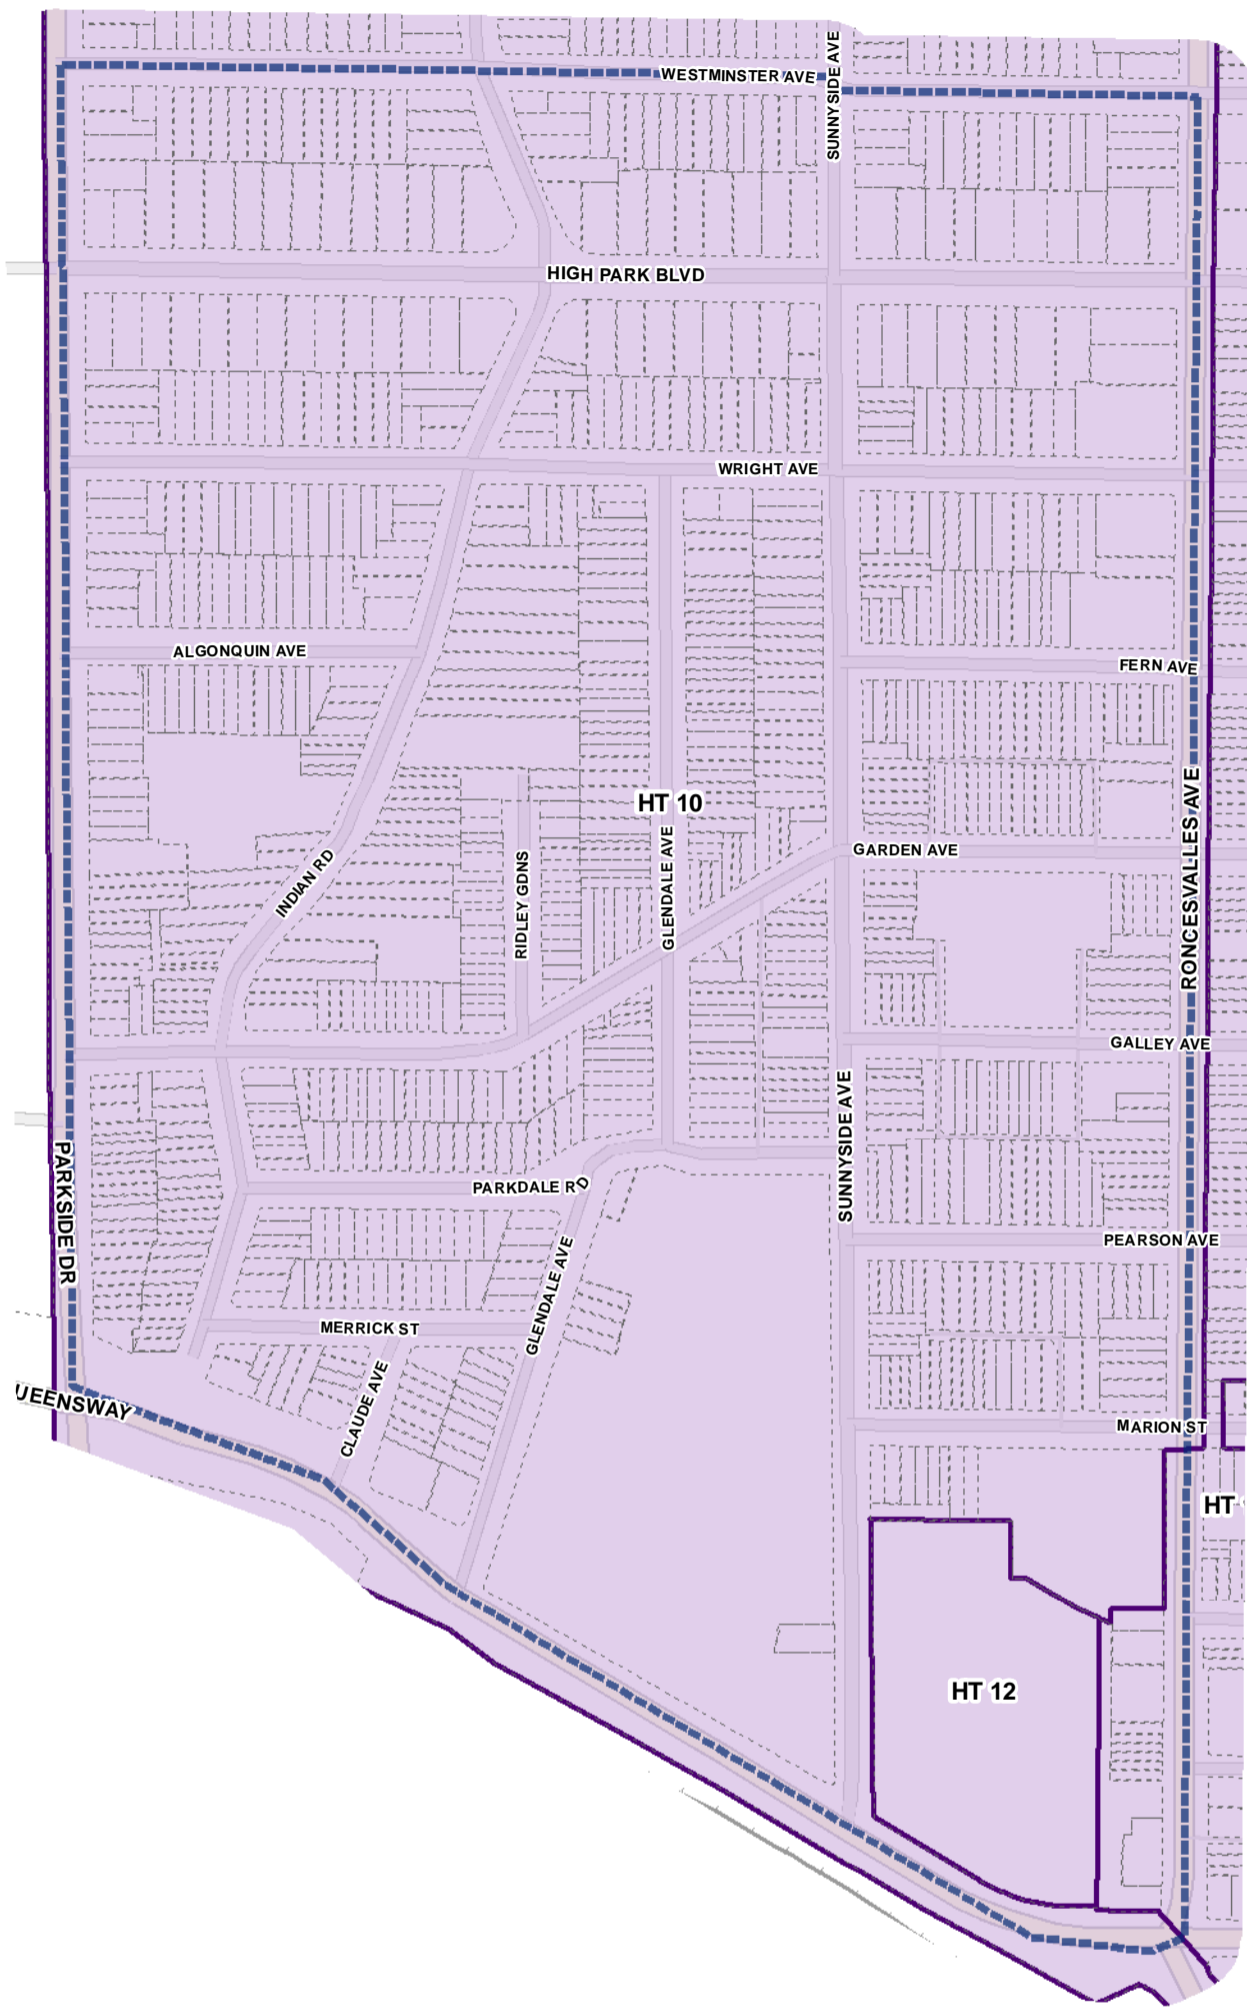 WESTMINSTER AVE
SUNNYSIDE AVE
HIGH PARK BLVD
WRIGHT AVE
ALGONQUIN AVE
FERN AVE
HT 10
RONCESVALLES AVE
GARDEN AVE
INDIAN RD
RIDLEY GDNS
GLENDALE AVE
GALLEY AVE
SUNNYSIDE AVE
PARKSIDE DR
PARKDALE RD
PEARSON AVE
GLENDALE AVE
MERRICK ST
CLAUDE AVE
UEENSWAY
MARION ST
HT
HT 12